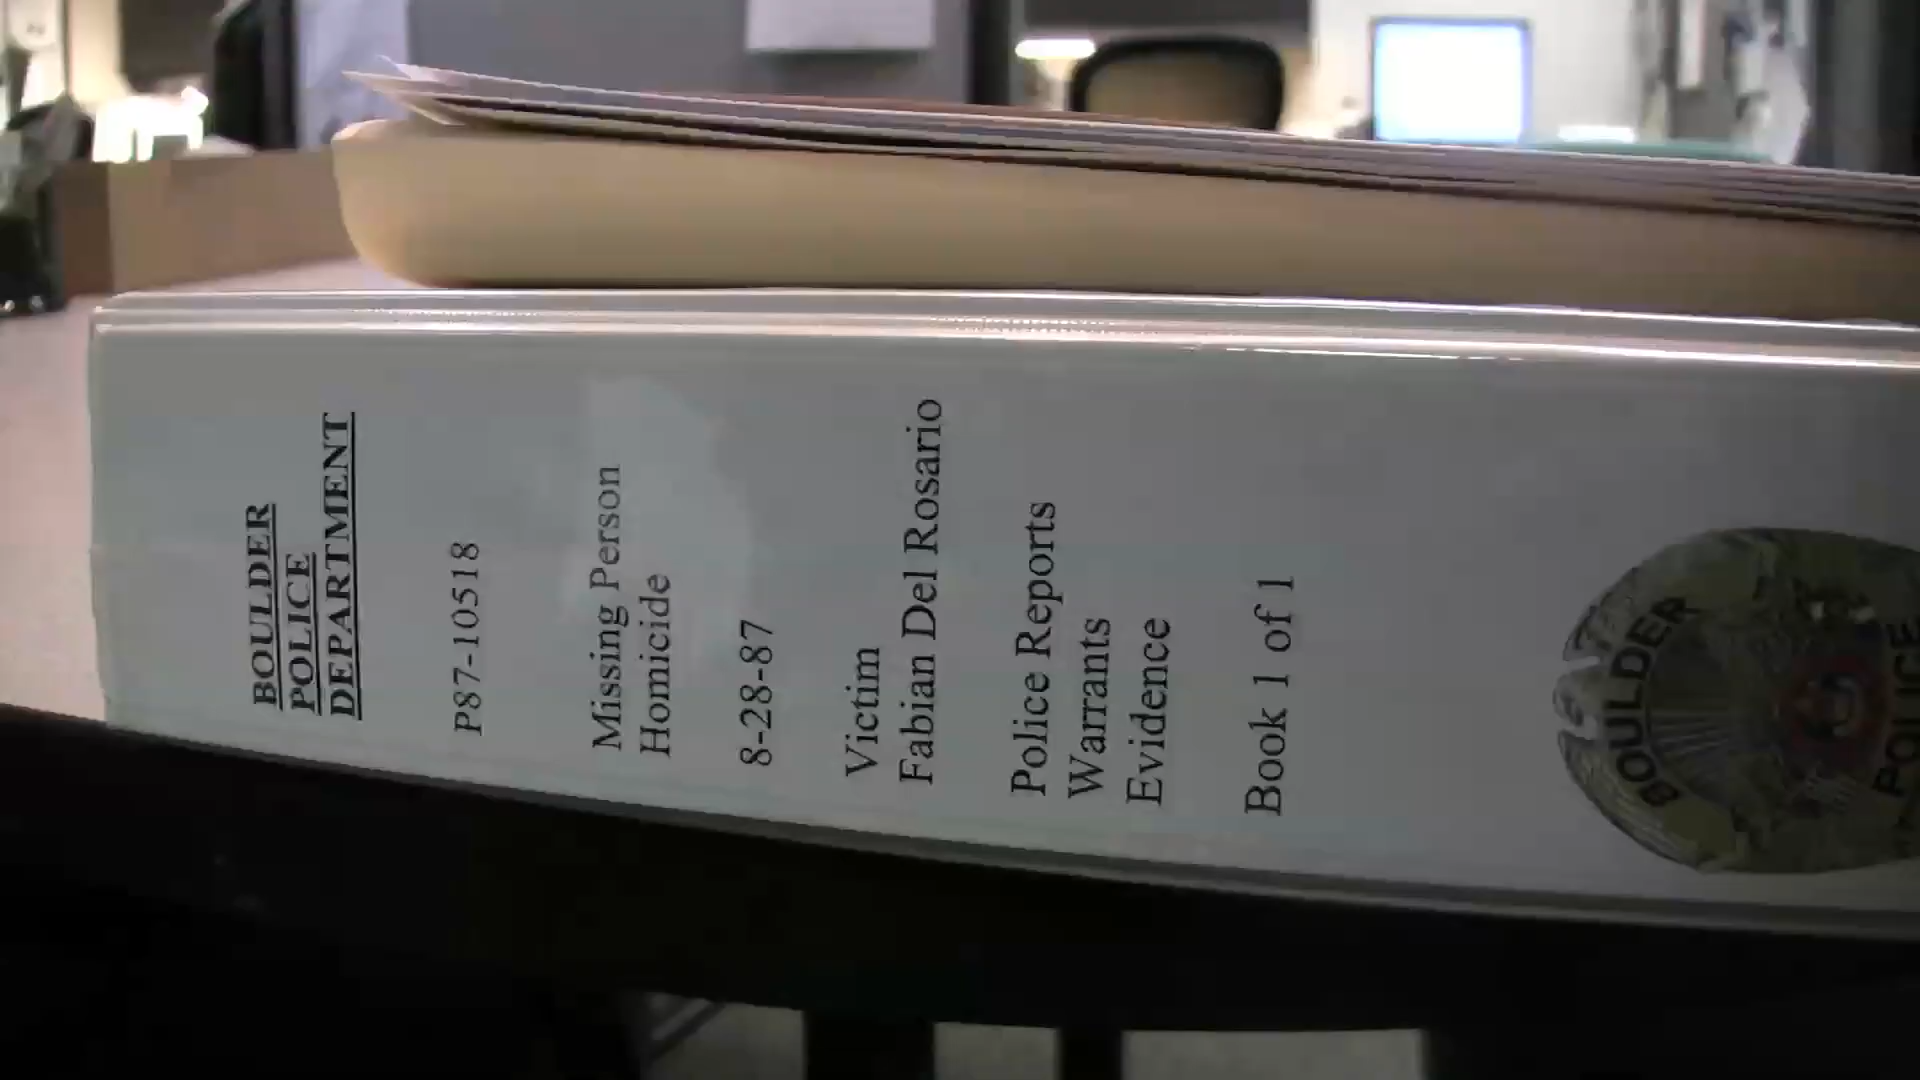 BOULDER
POLICE
DEPARTMENT
P87-10518
Missing Person
Homicide
8-28-87
Victim
Fabian Del Rosario
Police Reports
Warrants
Evidence
Book 1 of 1
BOULDER
POLICE